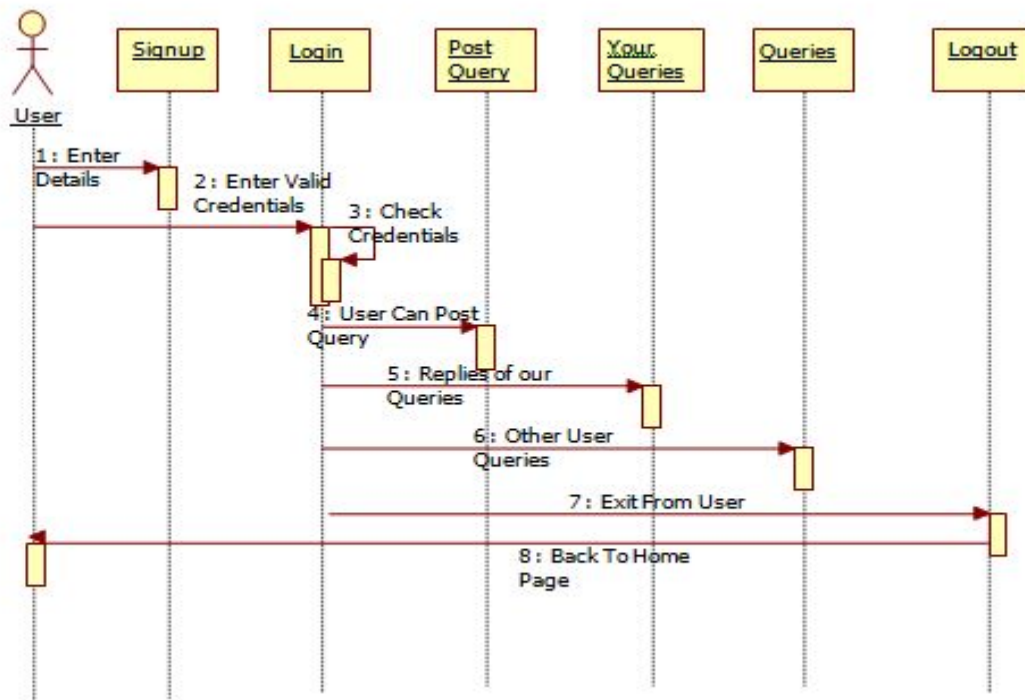 Signup
Login
Post
Query
Your
Queries
Queries
Logout
User
1 : Enter
Details
2 : Enter Valid
Credentials
3 : Check
Credentials
4 : User Can Post
Query
5 : Replies of our
Queries
6 : Other User
Queries
7 : Exit From User
8 : Back To Home
Page